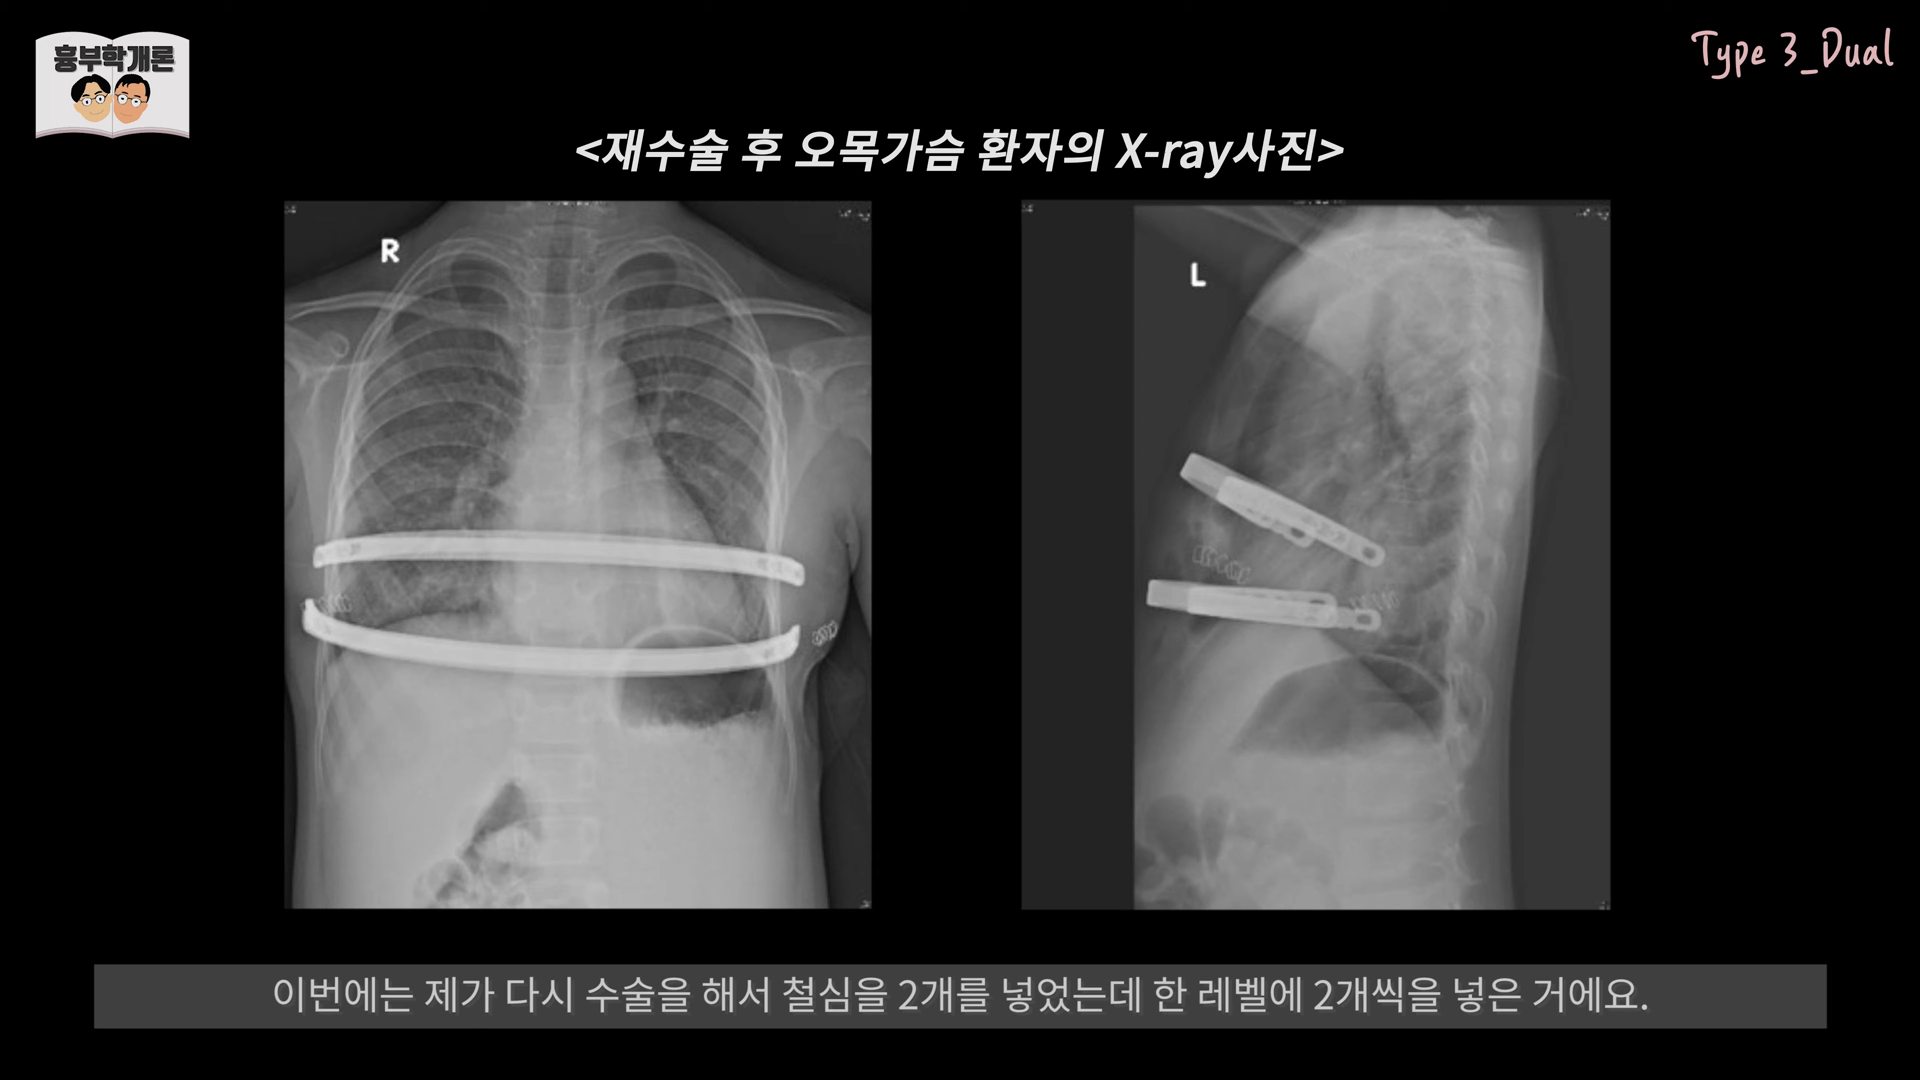 흉부학개론
Type 3_Dual
<재수술 후 오목가슴 환자의 X-ray사진>
R
L
이번에는 제가 다시 수술을 해서 철심을 2개를 넣었는데 한 레벨에 2개씩을 넣은 거에요.